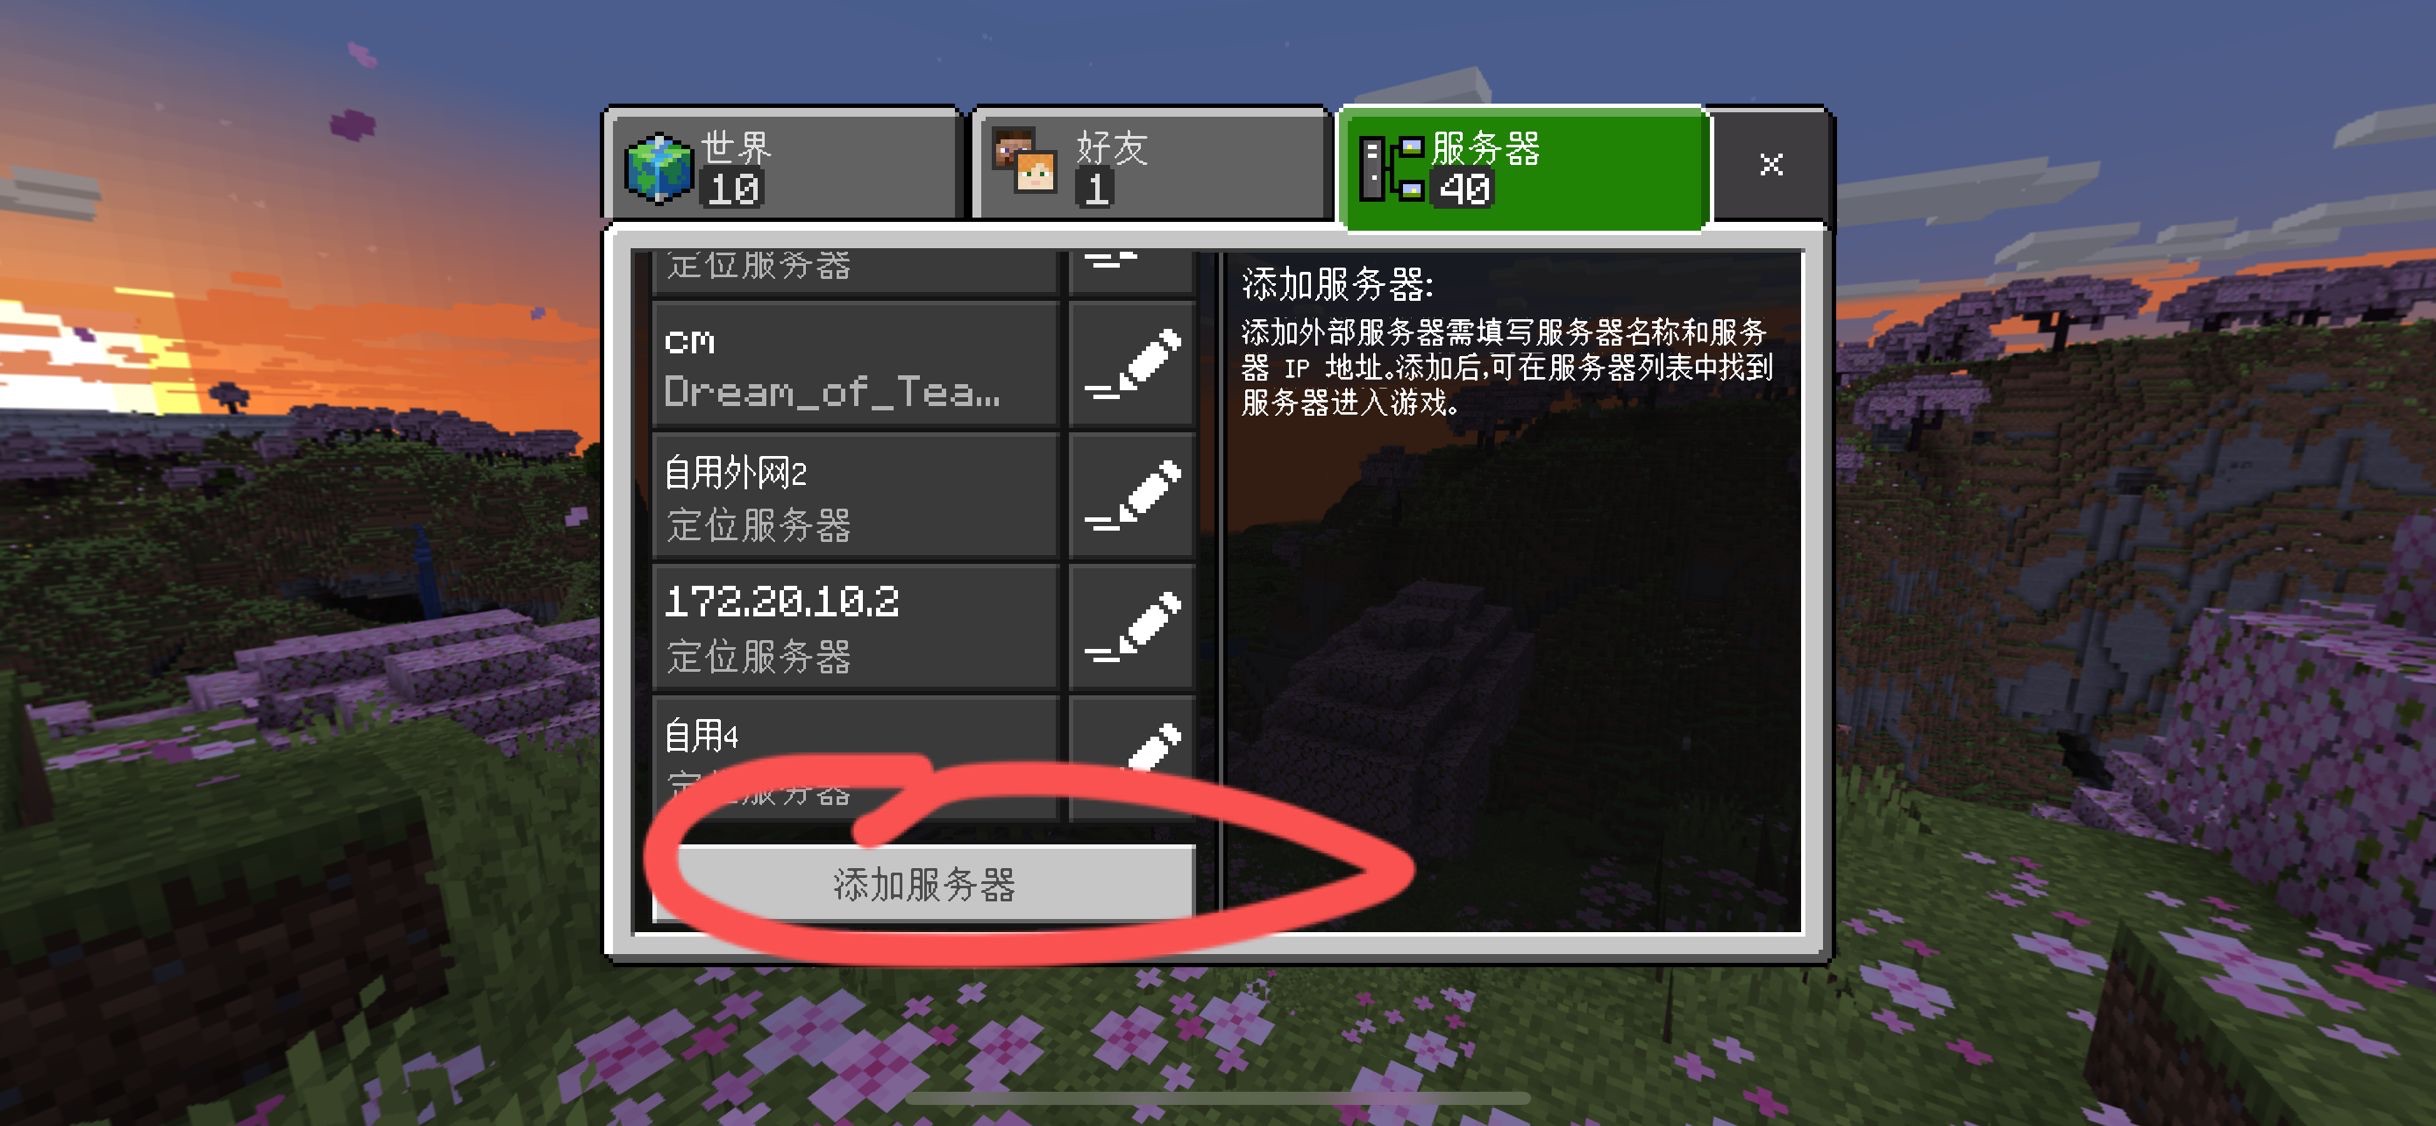 世界
10
好友
1
服务器
40
定位服务器
cm
Dream_of_Tea...
自用外网2
定位服务器
172.20.10.2
定位服务器
自用4
定位服务器
添加服务器
添加服务器:
添加外部服务器需填写服务器名称和服务
器 IP 地址。添加后,可在服务器列表中找到
服务器进入游戏。